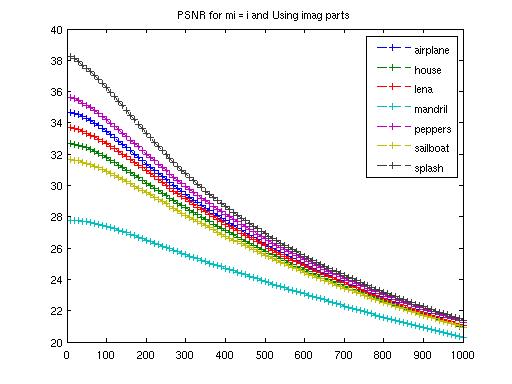 PSNR for mi = i and Using imag parts
40
38
36
34
32
30
28
26
24
22
20
airplane
house
lena
mandril
peppers
sailboat
splash
0 100 200 300 400 500 600 700 800 900 1000